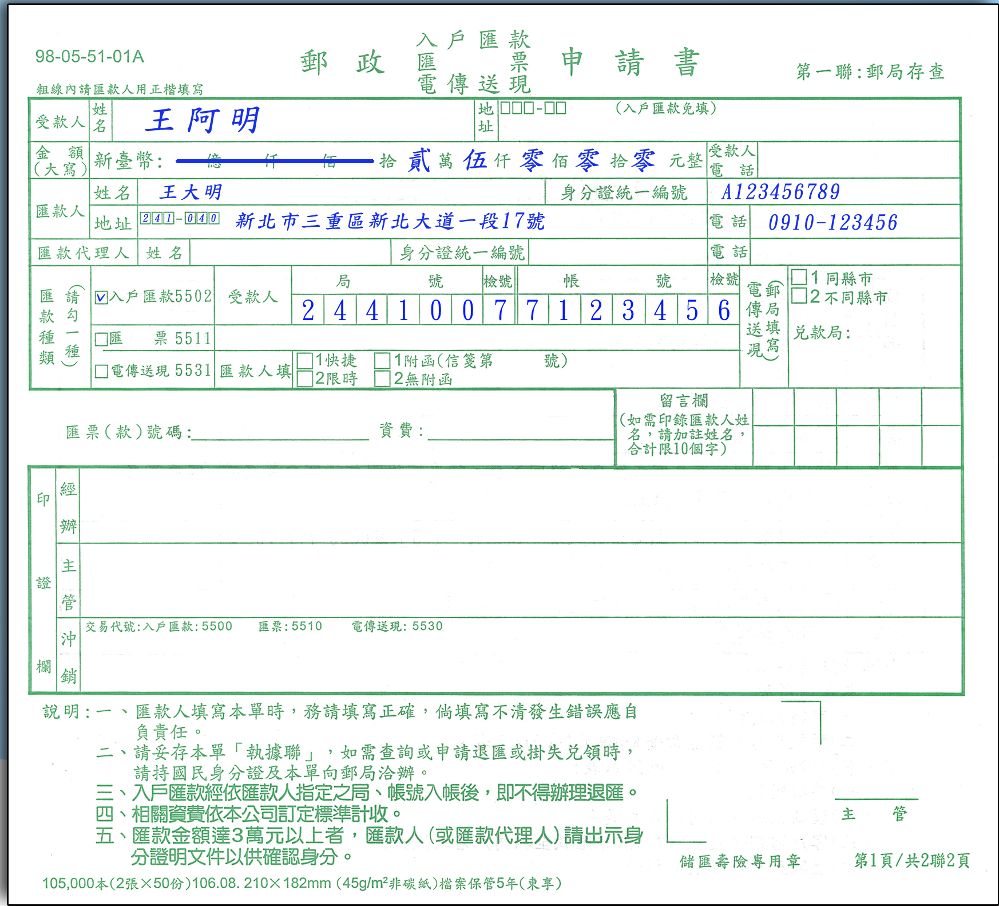 98-05-51-01A
郵政 入戶匯款 匯票 電傳送現 申請書
第一聯:郵局存查
粗線內請匯款人用正楷填寫
受款人 姓名 王阿明 地址 □□□-□□ (入戶匯款免填)
金額(大寫) 新臺幣: 億 仟 佰 拾 貳 萬 伍 仟 零 佰 零 拾 零 元整 受款人電話
匯款人 姓名 王大明 身分證統一編號 A123456789
地址 241-040 新北市三重區新北大道一段17號 電話 0910-123456
匯款代理人 姓名 身分證統一編號 電話
匯款種類 (請勾一種) ☑入戶匯款5502 受款人 局號 檢號 帳號 檢號
2 4 4 1 0 0 7 7 1 2 3 4 5 6
□匯票 5511
□電傳送現 5531 匯款人填 □1快捷 □1附函(信箋第 號)
□2限時 □2無附函
電傳送現 (郵局填寫) □1 同縣市
□2 不同縣市
兌款局:
匯票(款)號碼: 資費:
留言欄
(如需印錄匯款人姓
名,請加註姓名,
合計限10個字)
印證欄
經辦
主管
沖銷 交易代號:入戶匯款:5500 匯票:5510 電傳送現: 5530
說明:一、匯款人填寫本單時,務請填寫正確,倘填寫不清發生錯誤應自
負責任。
二、請妥存本單「執據聯」,如需查詢或申請退匯或掛失兌領時,
請持國民身分證及本單向郵局洽辦。
三、入戶匯款經依匯款人指定之局、帳號入帳後,即不得辦理退匯。
四、相關資費依本公司訂定標準計收。
五、匯款金額達3萬元以上者,匯款人(或匯款代理人)請出示身
分證明文件以供確認身分。
主管
儲匯壽險專用章 第1頁/共2聯2頁
105,000本(2張×50份)106.08. 210×182mm (45g/m²非碳紙)檔案保管5年(東享)